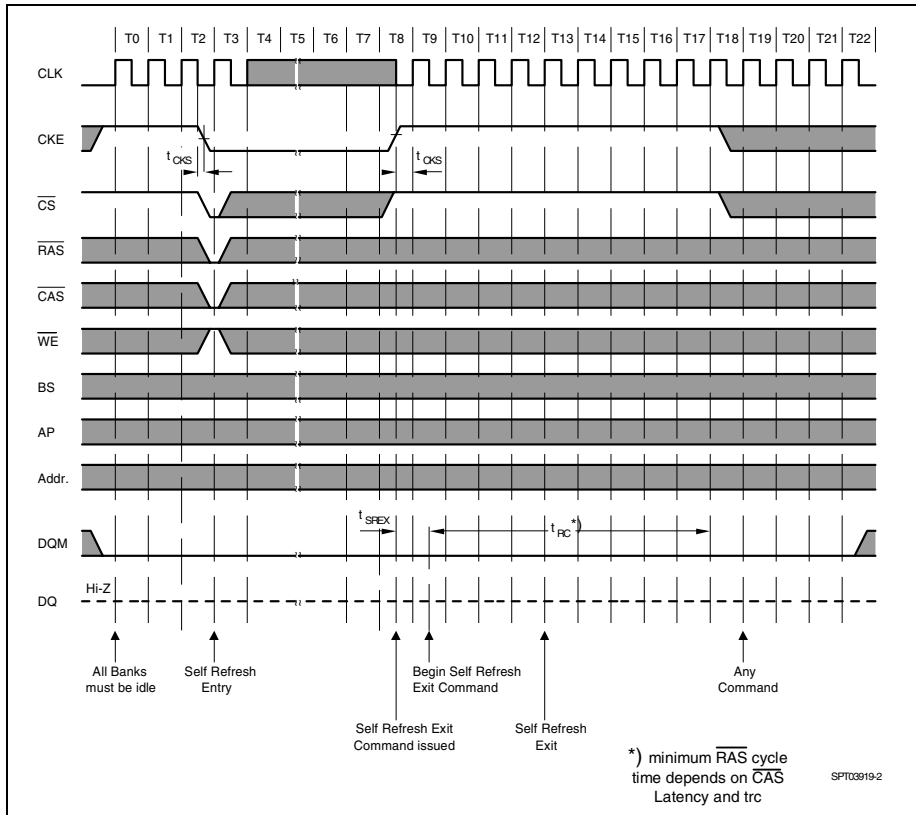 T0 T1 T2 T3 T4 T5 T6 T7 T8 T9 T10 T11 T12 T13 T14 T15 T16 T17 T18 T19 T20 T21 T22
CLK
CKE
t CKS t CKS
CS
RAS
CAS
WE
BS
AP
Addr.
t SREX t RC *)
DQM
Hi-Z
DQ
All Banks
must be idle
Self Refresh
Entry
Begin Self Refresh
Exit Command
Any
Command
Self Refresh Exit
Command issued
Self Refresh
Exit
*) minimum RAS cycle
time depends on CAS
Latency and trc
SPT03919-2